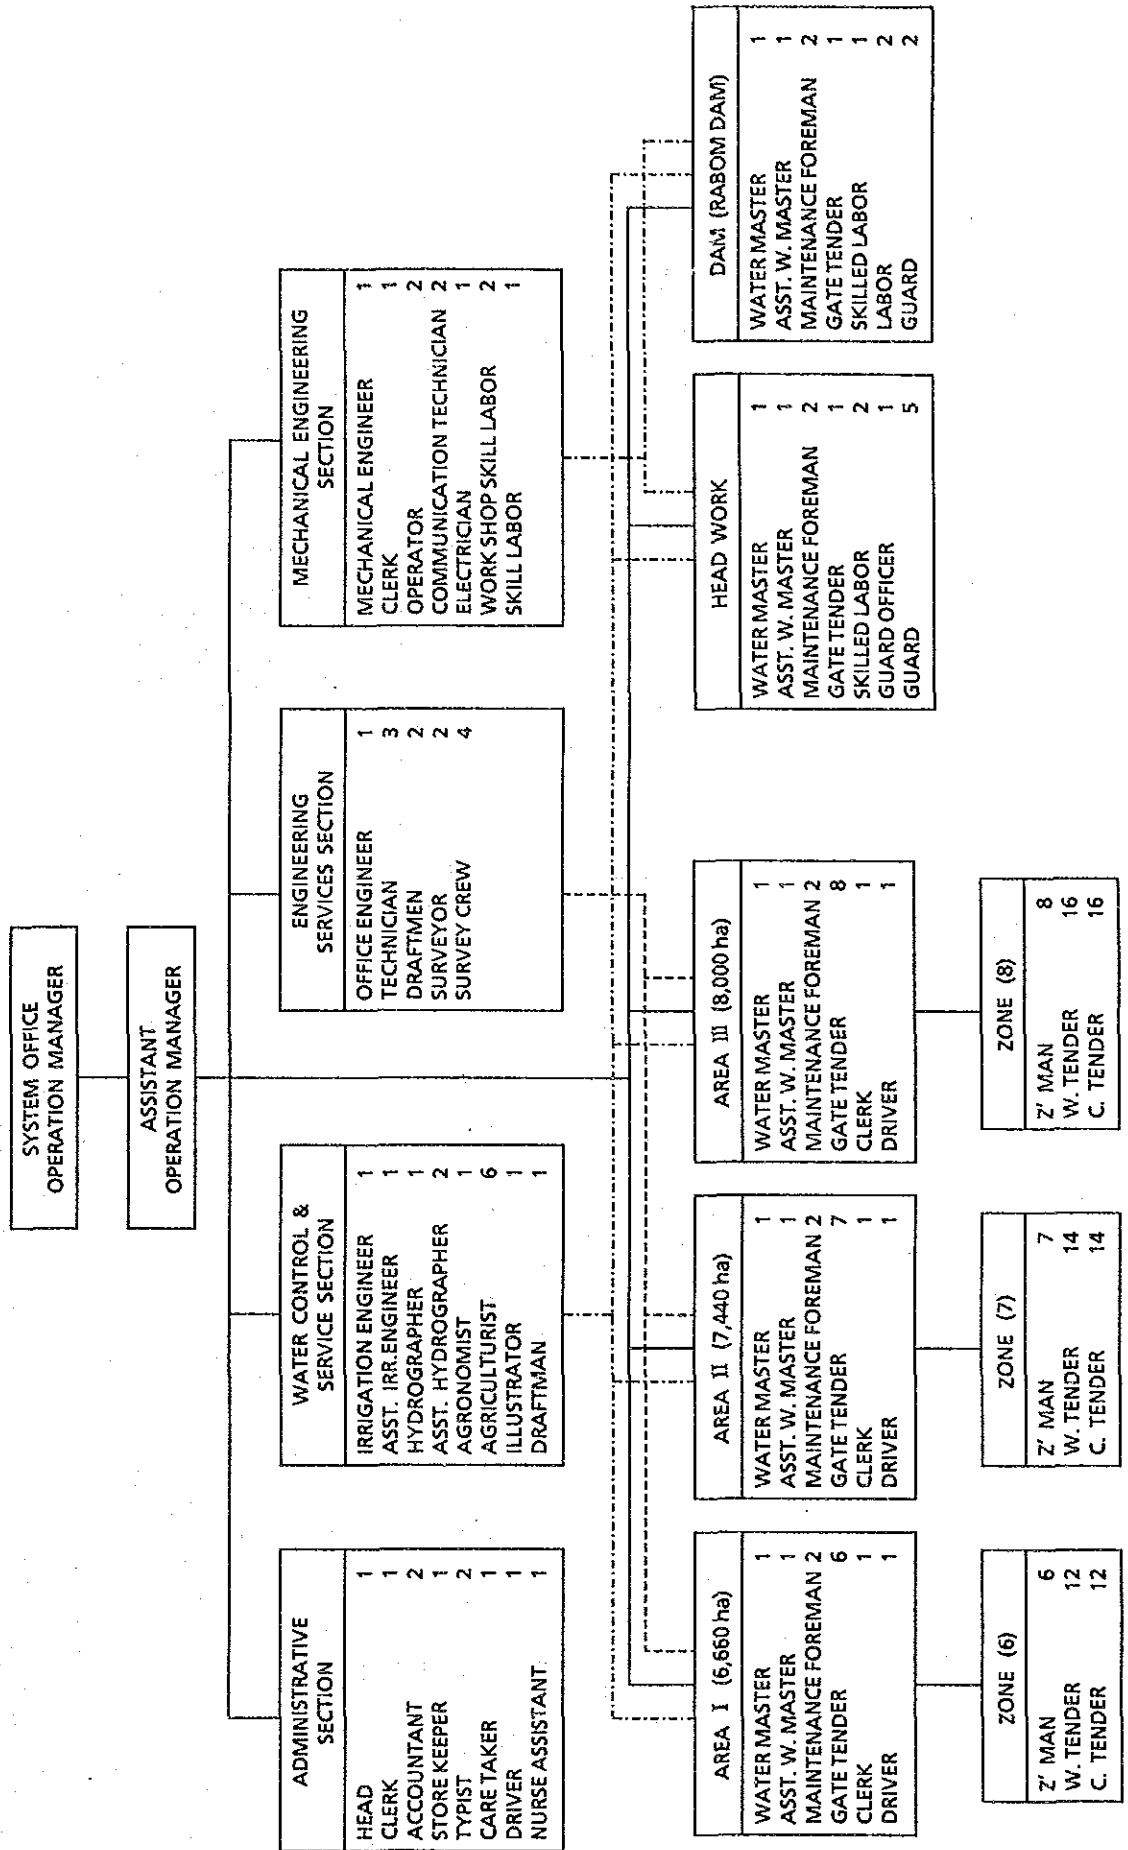 SYSTEM OFFICE
OPERATION MANAGER
ASSISTANT
OPERATION MANAGER
ADMINISTRATIVE
SECTION
HEAD 1
CLERK 1
ACCOUNTANT 2
STORE KEEPER 1
TYPIST 2
CARE TAKER 1
DRIVER 1
NURSE ASSISTANT 1
WATER CONTROL &
SERVICE SECTION
IRRIGATION ENGINEER 1
ASST. IRR.ENGINEER 1
HYDROGRAPHER 1
ASST. HYDROGRAPHER 2
AGRONOMIST 1
AGRICULTURIST 6
ILLUSTRATOR 1
DRAFTMAN 1
ENGINEERING
SERVICES SECTION
OFFICE ENGINEER 1
TECHNICIAN 3
DRAFTMEN 2
SURVEYOR 2
SURVEY CREW 4
MECHANICAL ENGINEERING
SECTION
MECHANICAL ENGINEER 1
CLERK 1
OPERATOR 2
COMMUNICATION TECHNICIAN 2
ELECTRICIAN 1
WORK SHOP SKILL LABOR 2
SKILL LABOR 1
AREA I (6,660 ha)
WATER MASTER 1
ASST. W. MASTER 1
MAINTENANCE FOREMAN 2
GATE TENDER 6
CLERK 1
DRIVER 1
AREA II (7,440 ha)
WATER MASTER 1
ASST. W. MASTER 1
MAINTENANCE FOREMAN 2
GATE TENDER 7
CLERK 1
DRIVER 1
AREA III (8,000 ha)
WATER MASTER 1
ASST. W. MASTER 1
MAINTENANCE FOREMAN 2
GATE TENDER 8
CLERK 1
DRIVER 1
HEAD WORK
WATER MASTER 1
ASST. W. MASTER 1
MAINTENANCE FOREMAN 2
GATE TENDER 1
SKILLED LABOR 2
GUARD OFFICER 1
GUARD 5
DAM (RABOM DAM)
WATER MASTER 1
ASST. W. MASTER 1
MAINTENANCE FOREMAN 2
GATE TENDER 1
SKILLED LABOR 1
LABOR 2
GUARD 2
ZONE (6)
Z' MAN 6
W. TENDER 12
C. TENDER 12
ZONE (7)
Z' MAN 7
W. TENDER 14
C. TENDER 14
ZONE (8)
Z' MAN 8
W. TENDER 16
C. TENDER 16